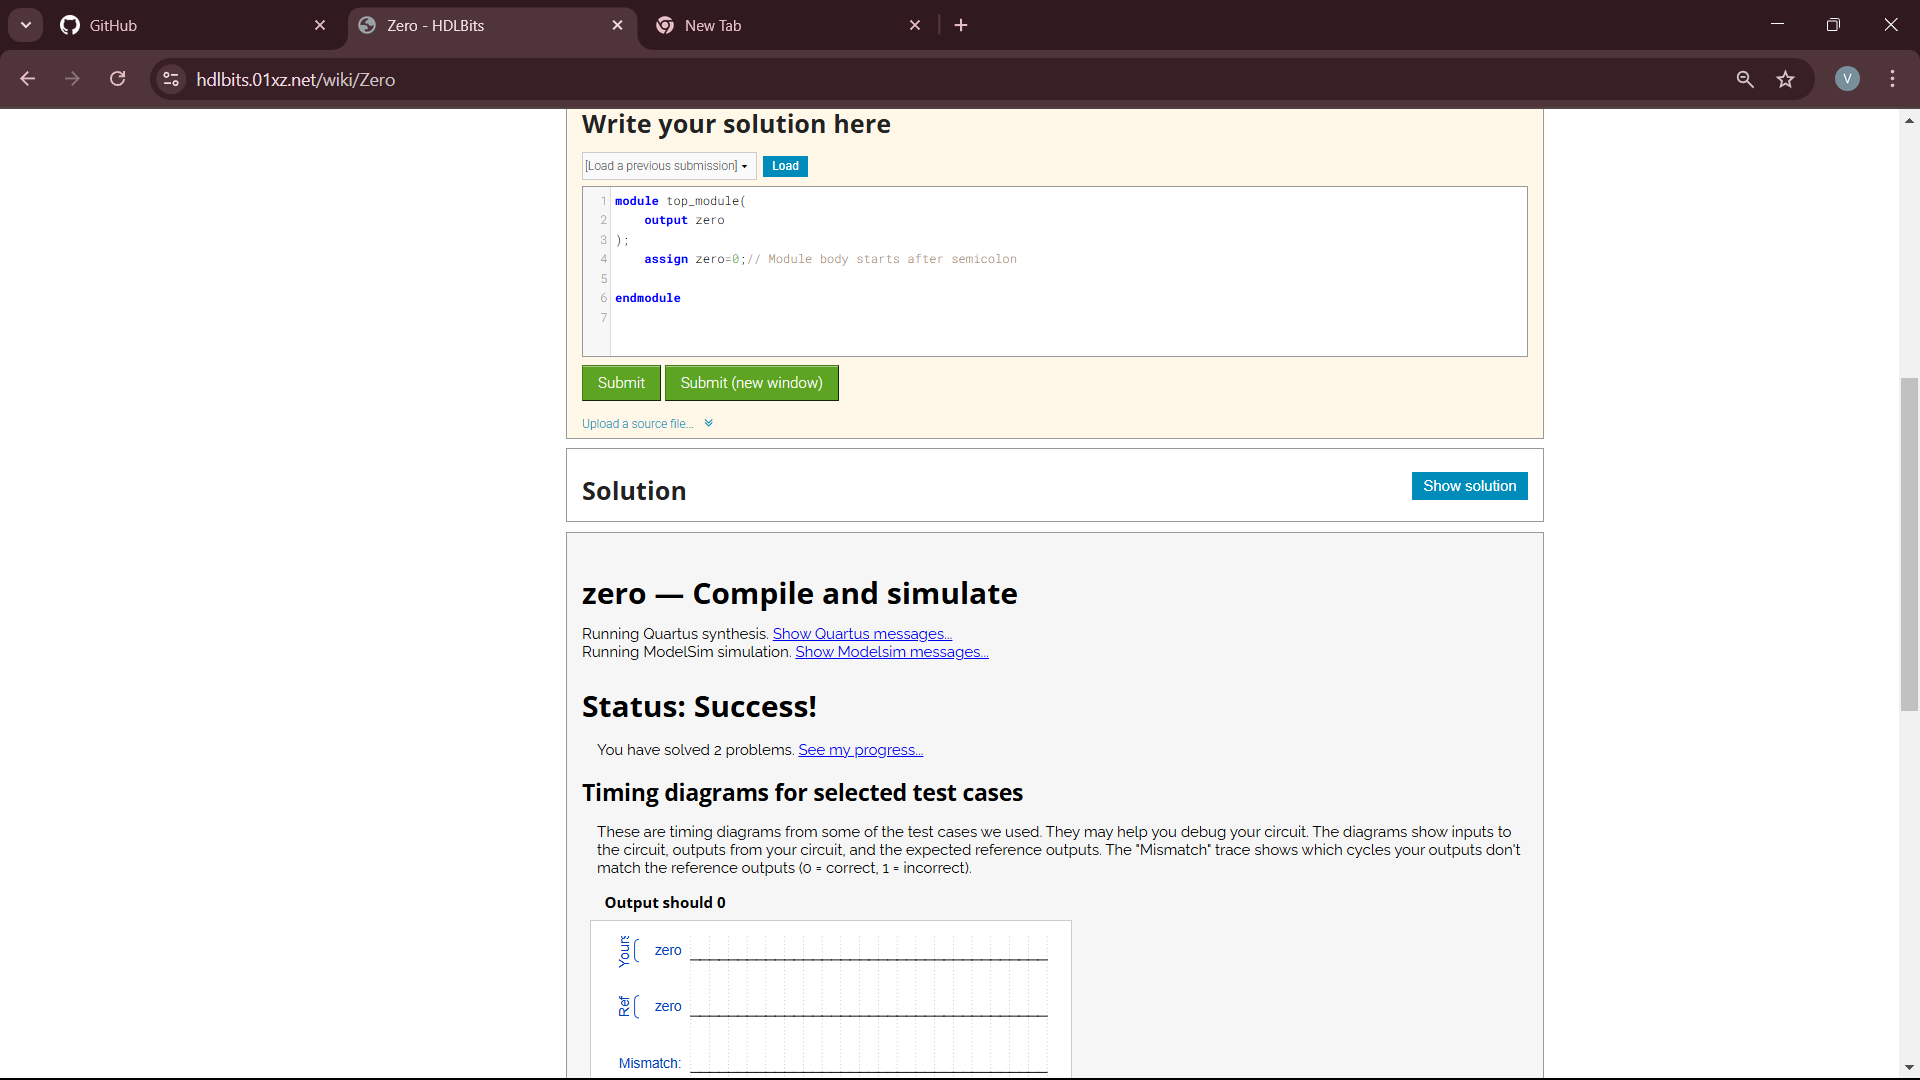 GitHub
Zero - HDLBits
New Tab
hdlbits.01xz.net/wiki/Zero
V
Write your solution here
[Load a previous submission]
Load
1 module top_module(
2 output zero
3 );
4 assign zero=0;// Module body starts after semicolon
5
6 endmodule
7
Submit
Submit (new window)
Upload a source file...
Solution
Show solution
zero — Compile and simulate
Running Quartus synthesis. Show Quartus messages...
Running ModelSim simulation. Show Modelsim messages...
Status: Success!
You have solved 2 problems. See my progress...
Timing diagrams for selected test cases
These are timing diagrams from some of the test cases we used. They may help you debug your circuit. The diagrams show inputs to
the circuit, outputs from your circuit, and the expected reference outputs. The "Mismatch" trace shows which cycles your outputs don't
match the reference outputs (0 = correct, 1 = incorrect).
Output should 0
Yours zero
Ref zero
Mismatch: